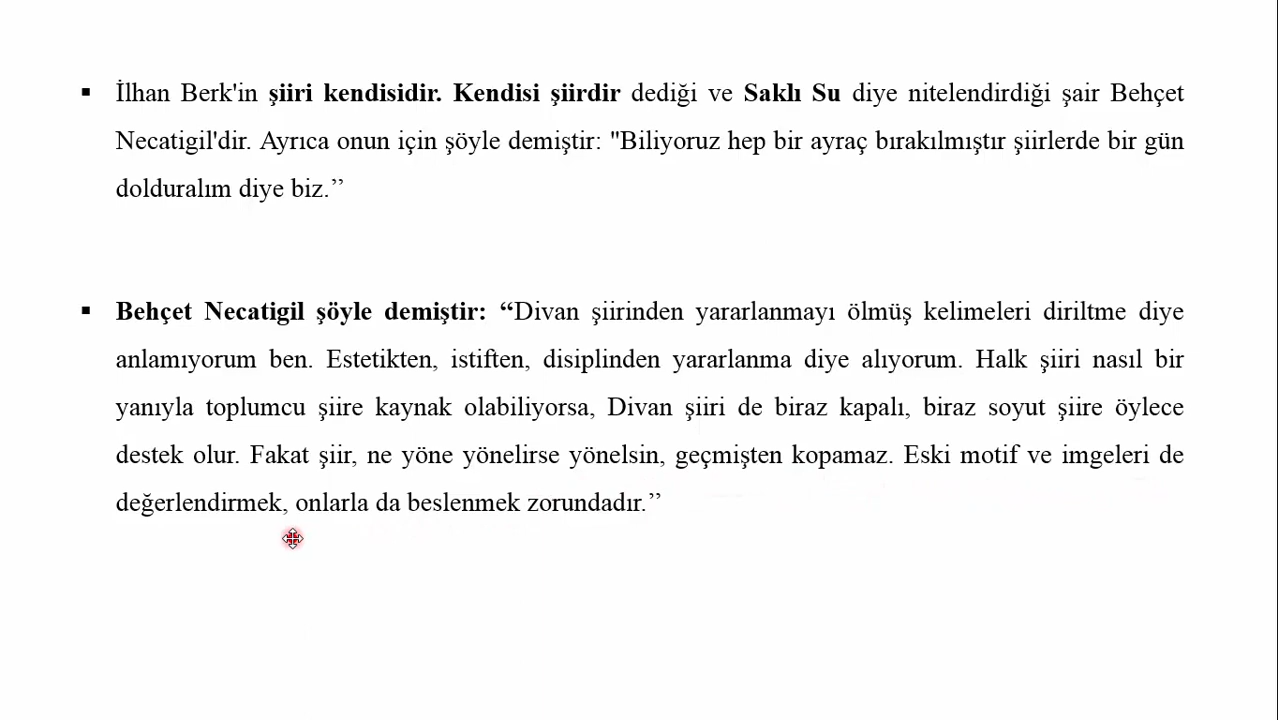 ▪ İlhan Berk'in şiiri kendisidir. Kendisi şiirdir dediği ve Saklı Su diye nitelendirdiği şair Behçet
Necatigil'dir. Ayrıca onun için şöyle demiştir: "Biliyoruz hep bir ayraç bırakılmıştır şiirlerde bir gün
dolduralım diye biz.’’
▪ Behçet Necatigil şöyle demiştir: “Divan şiirinden yararlanmayı ölmüş kelimeleri diriltme diye
anlamıyorum ben. Estetikten, istiften, disiplinden yararlanma diye alıyorum. Halk şiiri nasıl bir
yanıyla toplumcu şiire kaynak olabiliyorsa, Divan şiiri de biraz kapalı, biraz soyut şiire öylece
destek olur. Fakat şiir, ne yöne yönelirse yönelsin, geçmişten kopamaz. Eski motif ve imgeleri de
değerlendirmek, onlarla da beslenmek zorundadır.’’